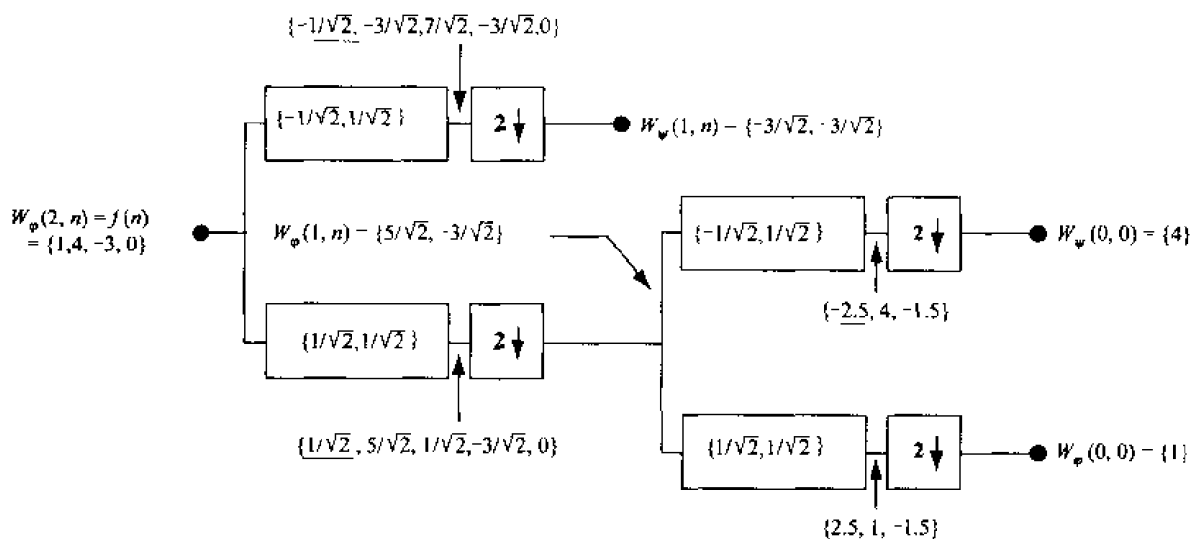 {-1/√2, -3/√2,7/√2, -3/√2,0}
{-1/√2,1/√2 }
2 ↓
W_ψ(1, n) = {-3/√2, -3/√2}
W_φ(2, n) = f(n)
= {1,4, -3, 0}
W_φ(1, n) = {5/√2, -3/√2}
{-1/√2,1/√2 }
2 ↓
W_ψ(0, 0) = {4}
{-2.5, 4, -1.5}
{1/√2,1/√2 }
2 ↓
{1/√2 , 5/√2, 1/√2,-3/√2, 0}
{1/√2,1/√2 }
2 ↓
W_φ(0, 0) = {1}
{2.5, 1, -1.5}